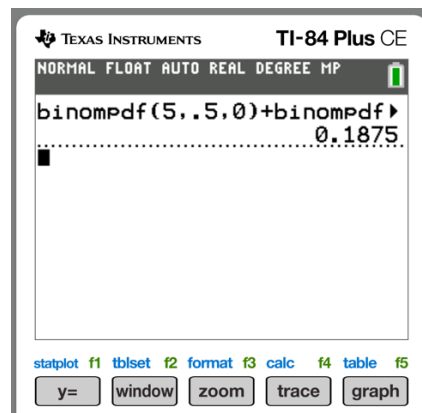 TEXAS INSTRUMENTS TI-84 Plus CE
NORMAL FLOAT AUTO REAL DEGREE MP
binompdf(5,.5,0)+binompdf▶
0.1875
statplot f1 tblset f2 format f3 calc f4 table f5
y= window zoom trace graph